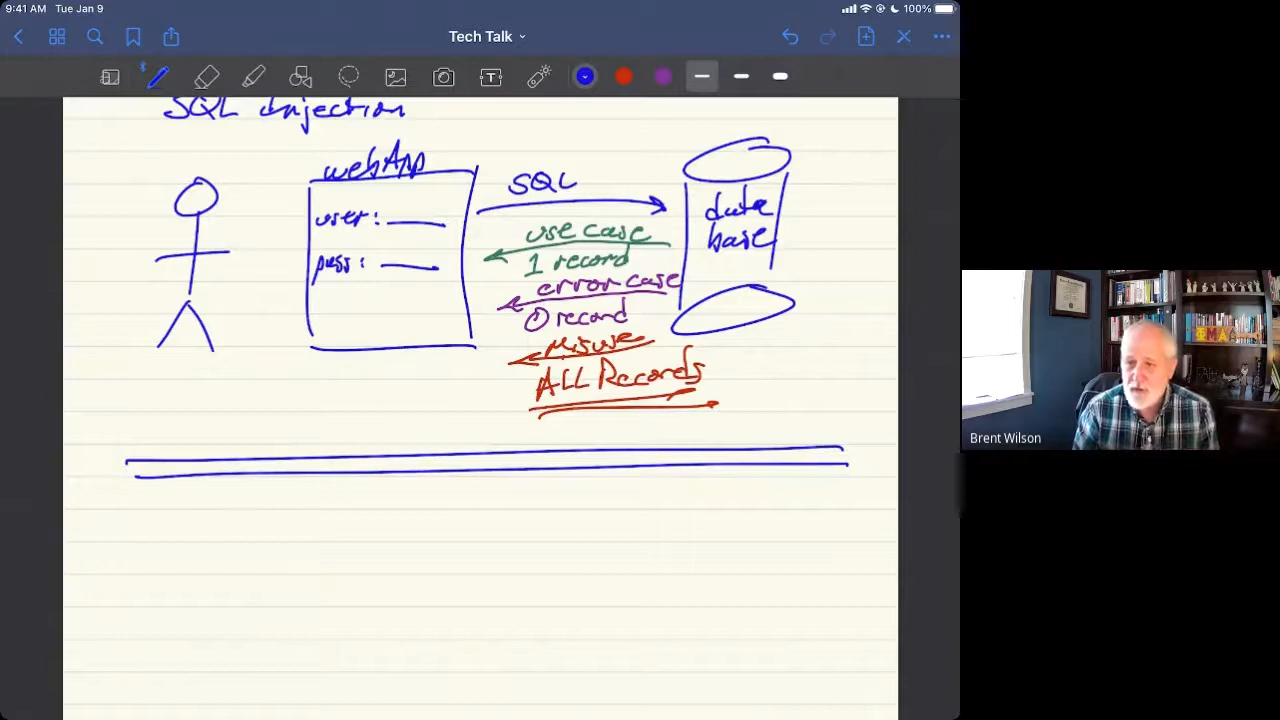 9:41 AM Tue Jan 9
100%
Tech Talk
SQL Injection
webApp
user:
pass:
SQL
use case
1 record
error case
0 record
misuse
ALL Records
data
base
Brent Wilson